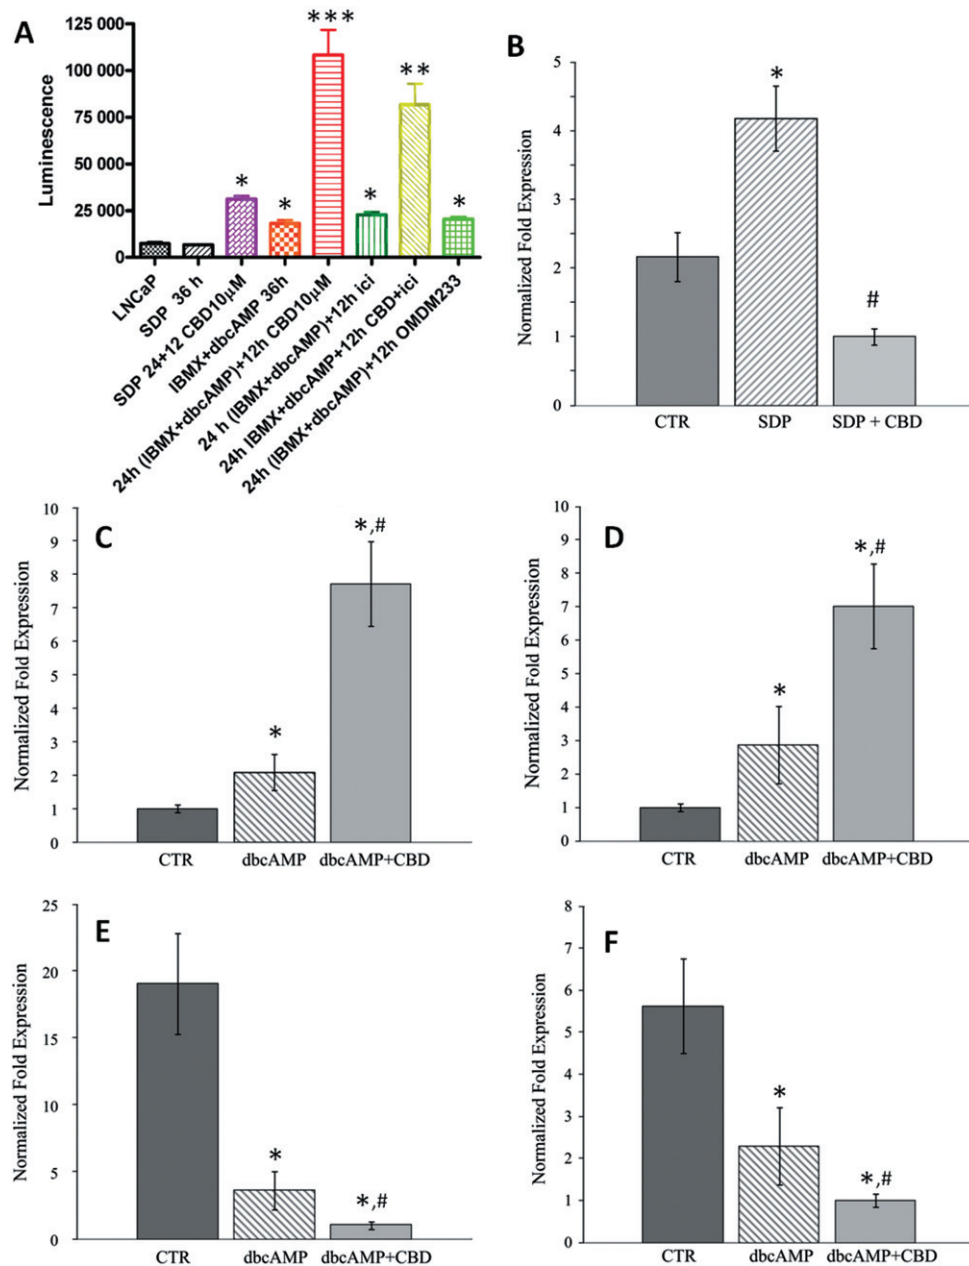 A
Luminescence
125 000
100 000
75 000
50 000
25 000
0
*
*
***
*
**
*
LNCaP
SDP 36 h
SDP 24+12 CBD10μM
IBMX+dbcAMP 36h
24h (IBMX+dbcAMP)+12h CBD10μM
24 h (IBMX+dbcAMP)+12h ici
24h IBMX+dbcAMP+12h CBD+ici
24h (IBMX+dbcAMP)+12h OMDM233
B
Normalized Fold Expression
5
5
4
3
2
1
0
*
#
CTR
SDP
SDP + CBD
C
Normalized Fold Expression
10
9
8
7
6
5
4
3
2
1
0
*
*,#
CTR
dbcAMP
dbcAMP+CBD
D
Normalized Fold Expression
10
9
8
7
6
5
4
3
2
1
0
*
*,#
CTR
dbcAMP
dbcAMP+CBD
E
Normalized Fold Expression
25
20
15
10
5
0
*
*,#
CTR
dbcAMP
dbcAMP+CBD
F
Normalized Fold Expression
8
7
6
5
4
3
2
1
0
*
*,#
CTR
dbcAMP
dbcAMP+CBD